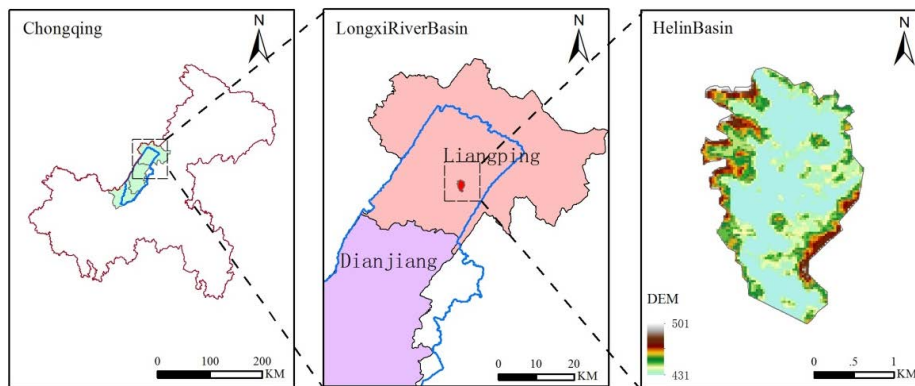 Chongqing
N
0 100 200
KM
LongxiRiverBasin
N
Liangping
Dianjiang
0 10 20
KM
HelinBasin
N
DEM
501
431
0 .5 1
KM